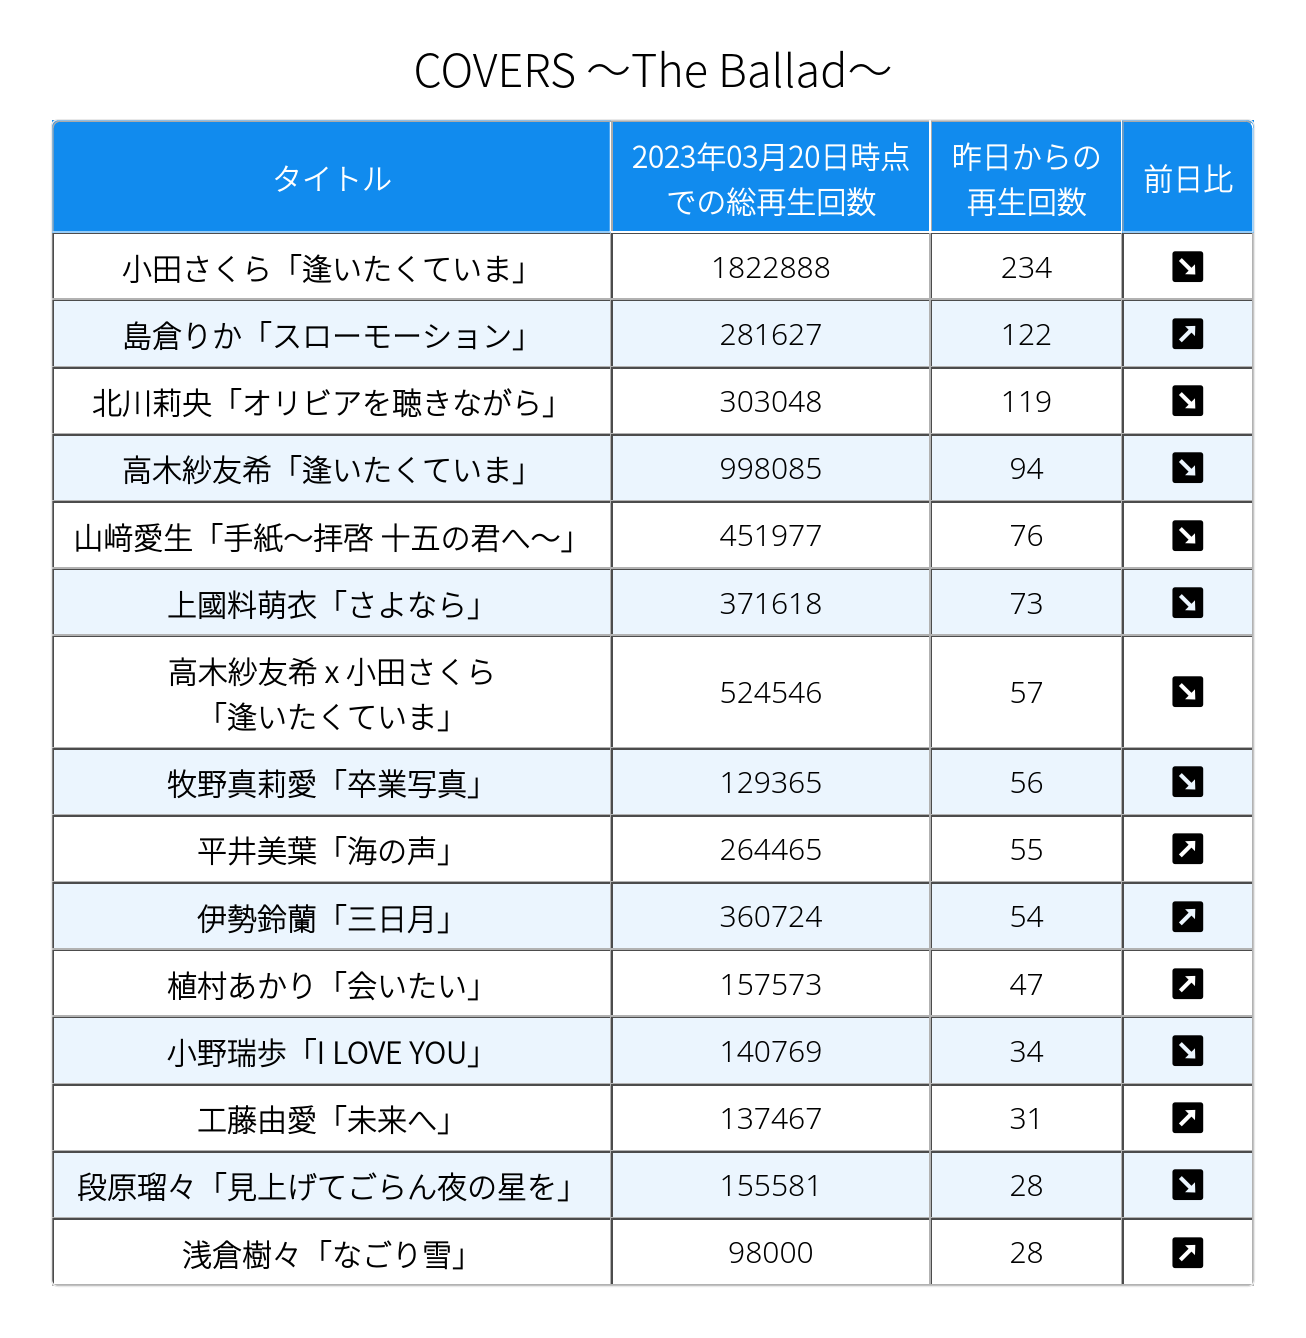 COVERS ～The Ballad～
タイトル 2023年03月20日時点での総再生回数 昨日からの再生回数 前日比
小田さくら「逢いたくていま」 1822888 234 ↘
島倉りか「スローモーション」 281627 122 ↗
北川莉央「オリビアを聴きながら」 303048 119 ↘
高木紗友希「逢いたくていま」 998085 94 ↘
山﨑愛生「手紙～拝啓 十五の君へ～」 451977 76 ↘
上國料萌衣「さよなら」 371618 73 ↘
高木紗友希 x 小田さくら「逢いたくていま」 524546 57 ↘
牧野真莉愛「卒業写真」 129365 56 ↘
平井美葉「海の声」 264465 55 ↗
伊勢鈴蘭「三日月」 360724 54 ↗
植村あかり「会いたい」 157573 47 ↗
小野瑞歩「I LOVE YOU」 140769 34 ↘
工藤由愛「未来へ」 137467 31 ↗
段原瑠々「見上げてごらん夜の星を」 155581 28 ↘
浅倉樹々「なごり雪」 98000 28 ↗